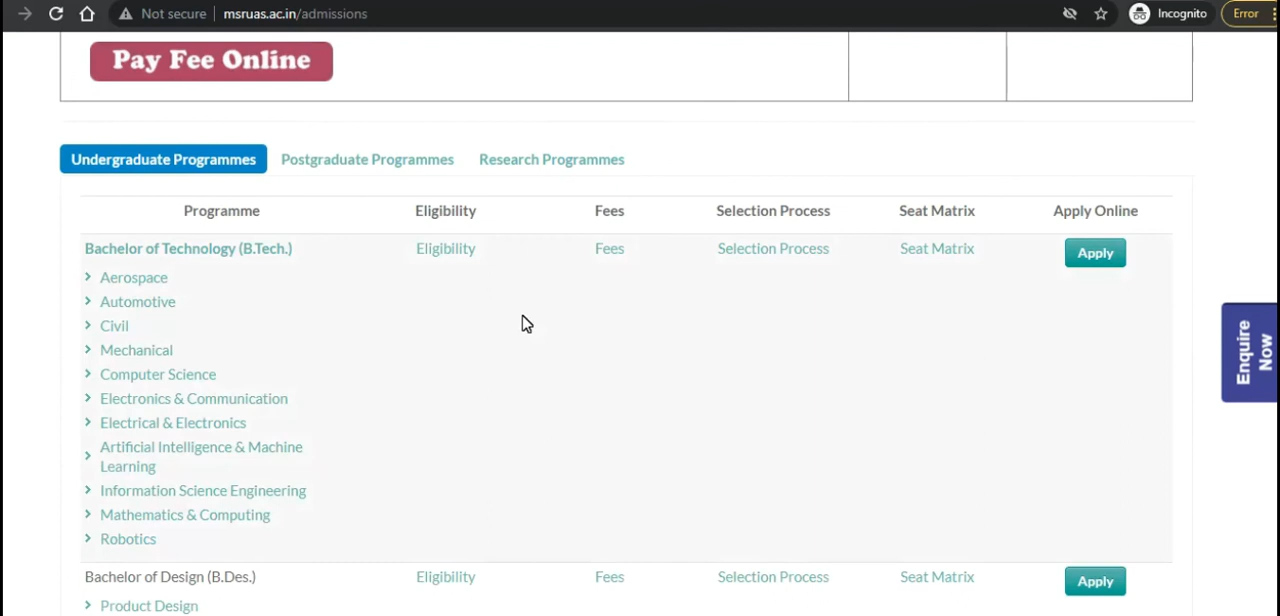 Not secure msruas.ac.in/admissions Incognito Error
Pay Fee Online
Undergraduate Programmes Postgraduate Programmes Research Programmes
Programme Eligibility Fees Selection Process Seat Matrix Apply Online
Bachelor of Technology (B.Tech.) Eligibility Fees Selection Process Seat Matrix Apply
Aerospace
Automotive
Civil
Mechanical
Computer Science
Electronics & Communication
Electrical & Electronics
Artificial Intelligence & Machine
Learning
Information Science Engineering
Mathematics & Computing
Robotics
Bachelor of Design (B.Des.) Eligibility Fees Selection Process Seat Matrix Apply
Product Design
Enquire
Now